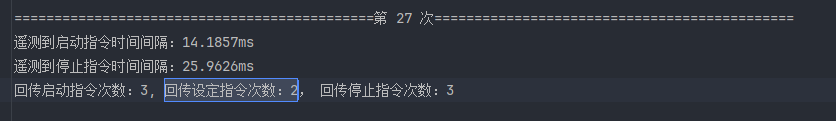 =============================================第 27 次=============================================
遥测到启动指令时间间隔：14.1857ms
遥测到停止指令时间间隔：25.9626ms
回传启动指令次数：3, 回传设定指令次数：2， 回传停止指令次数：3